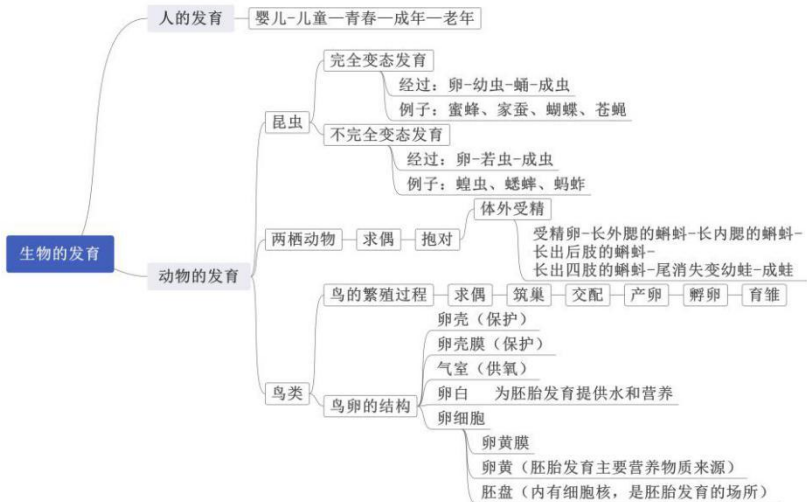 人的发育
婴儿-儿童—青春—成年—老年
完全变态发育
经过：卵-幼虫-蛹-成虫
例子：蜜蜂、家蚕、蝴蝶、苍蝇
昆虫
不完全变态发育
经过：卵-若虫-成虫
例子：蝗虫、蟋蟀、蚂蚱
体外受精
两栖动物 求偶 抱对
受精卵-长外腮的蝌蚪-长内腮的蝌蚪-
长出后肢的蝌蚪-
长出四肢的蝌蚪-尾消失变幼蛙-成蛙
生物的发育
动物的发育
鸟的繁殖过程 求偶 筑巢 交配 产卵 孵卵 育雏
卵壳（保护）
卵壳膜（保护）
气室（供氧）
鸟类
鸟卵的结构
卵白 为胚胎发育提供水和营养
卵细胞
卵黄膜
卵黄（胚胎发育主要营养物质来源）
胚盘（内有细胞核，是胚胎发育的场所）